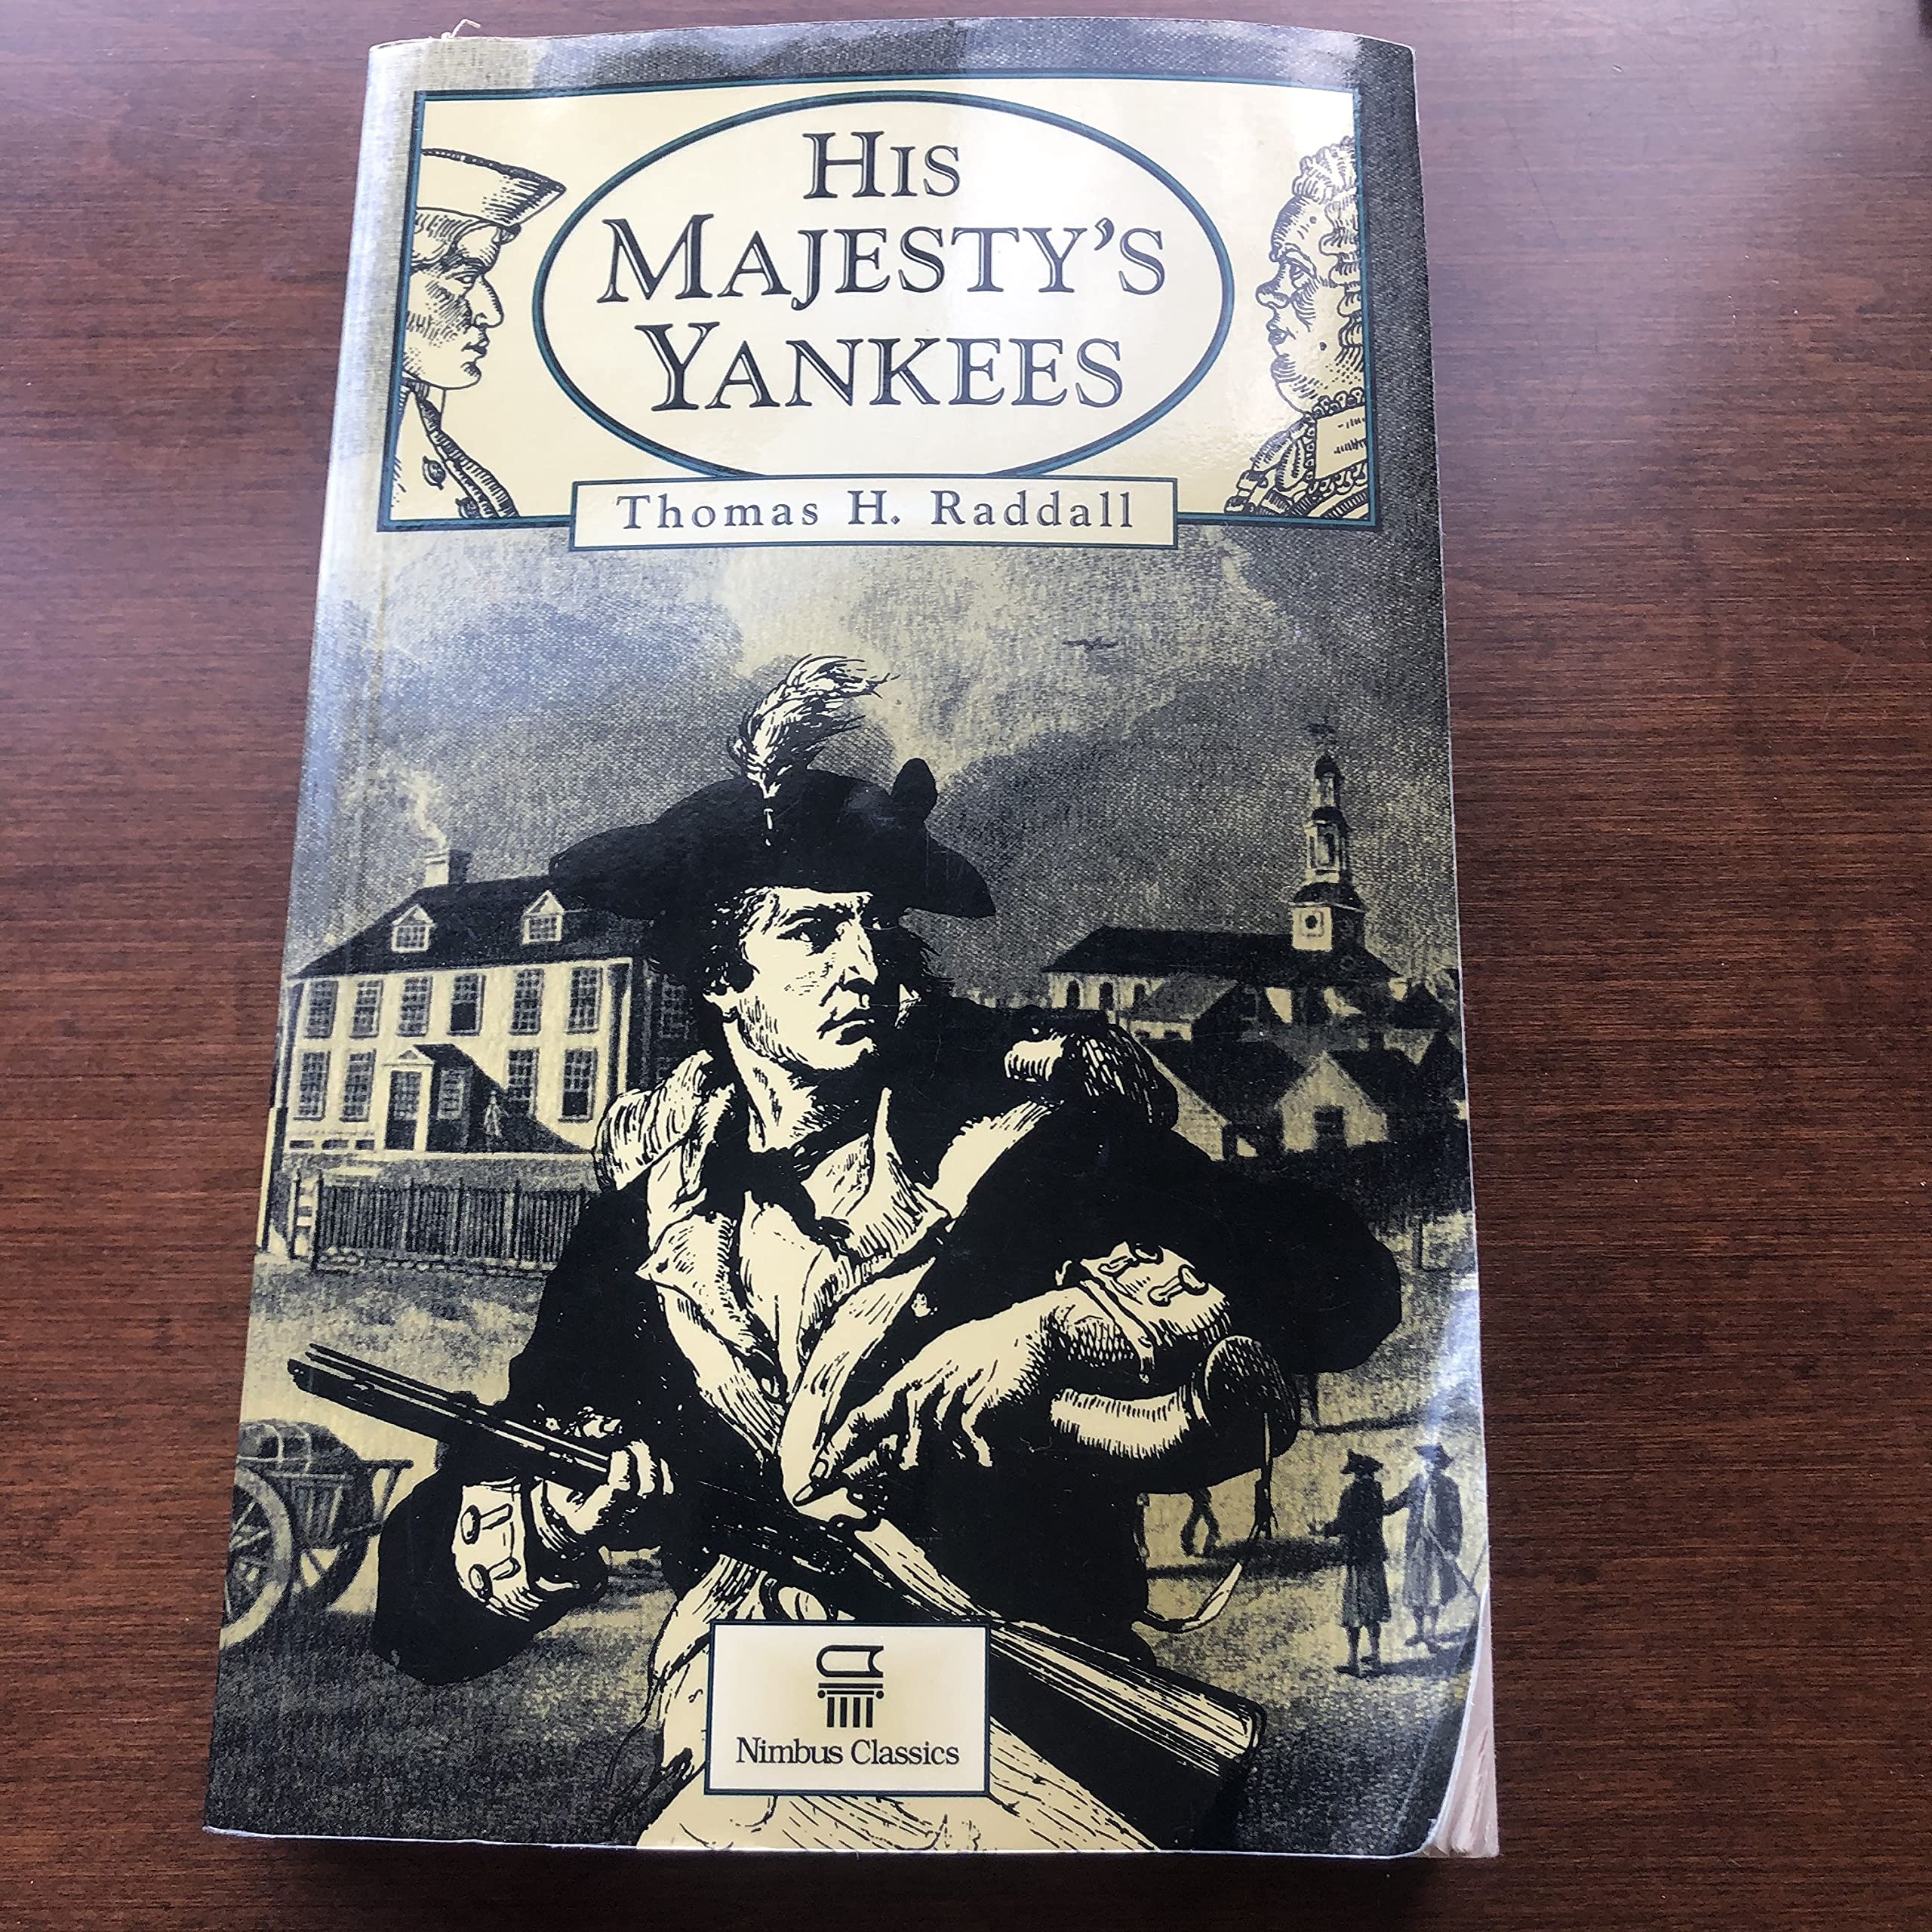 HIS
MAJESTY'S
YANKEES
Thomas H. Raddall
Nimbus Classics